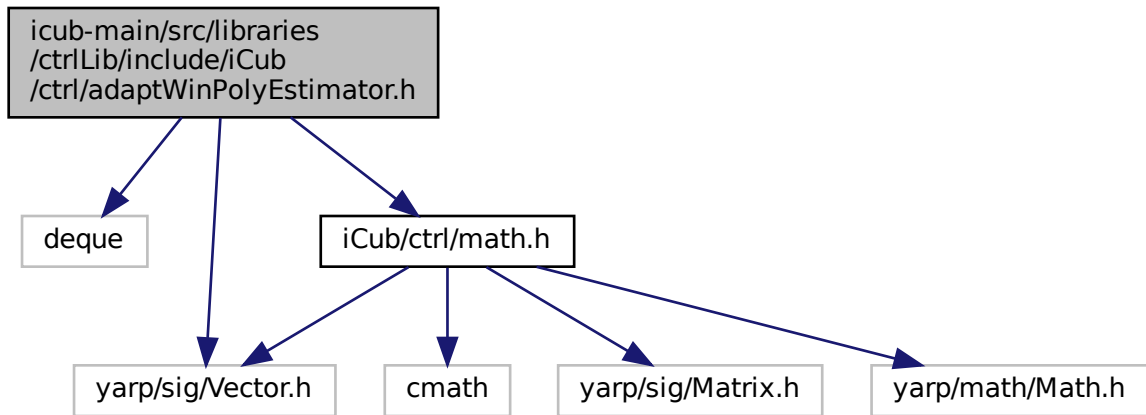 icub-main/src/libraries
/ctrlLib/include/iCub
/ctrl/adaptWinPolyEstimator.h
deque
iCub/ctrl/math.h
yarp/sig/Vector.h
cmath
yarp/sig/Matrix.h
yarp/math/Math.h